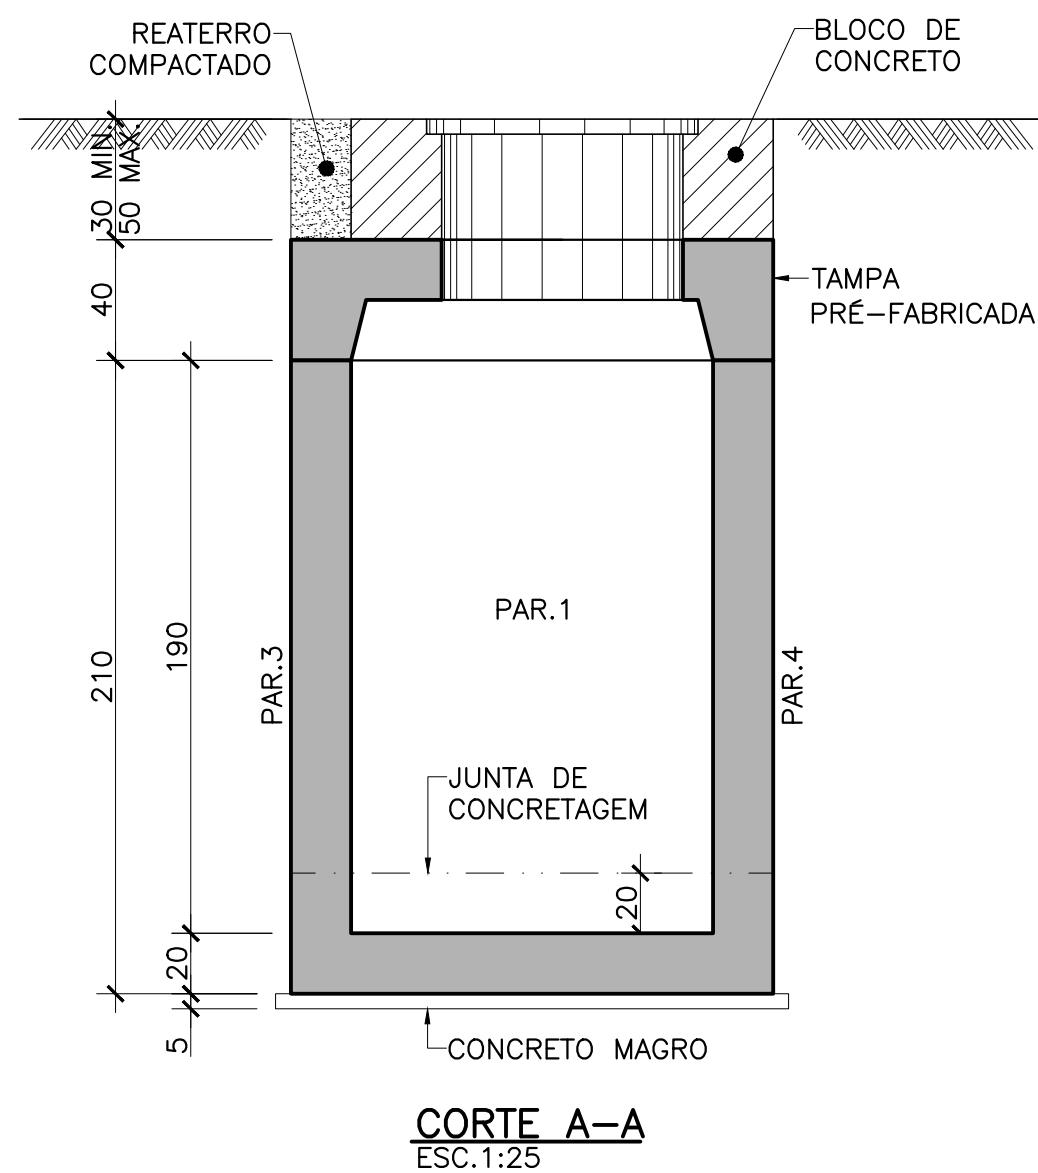 REATERRO
COMPACTADO
BLOCO DE
CONCRETO
30 MIN.
50 MAX.
40
TAMPA
PRÉ-FABRICADA
210
190
PAR.3
PAR.1
PAR.4
JUNTA DE
CONCRETAGEM
20
20
5
CONCRETO MAGRO
CORTE A-A
ESC.1:25